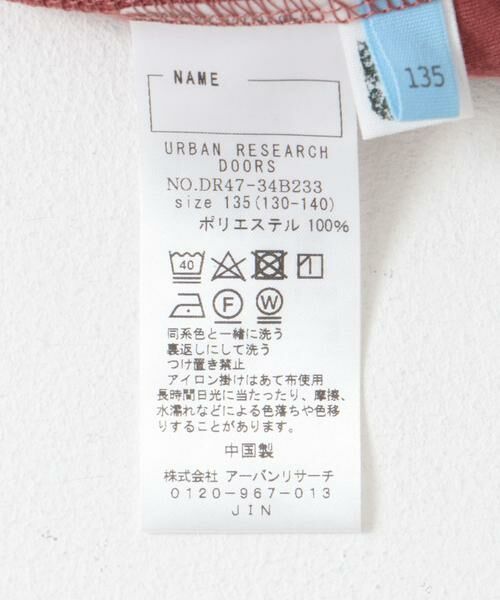 135
NAME
URBAN RESEARCH
DOORS
NO.DR47-34B233
size 135(130-140)
ポリエステル 100%
40
F W
同系色と一緒に洗う
裏返しにして洗う
つけ置き禁止
アイロン掛けはあて布使用
長時間日光に当たったり、摩擦、
水濡れなどによる色落ちや色移
りすることがあります。
中国製
株式会社 アーバンリサーチ
0120-967-013
JIN